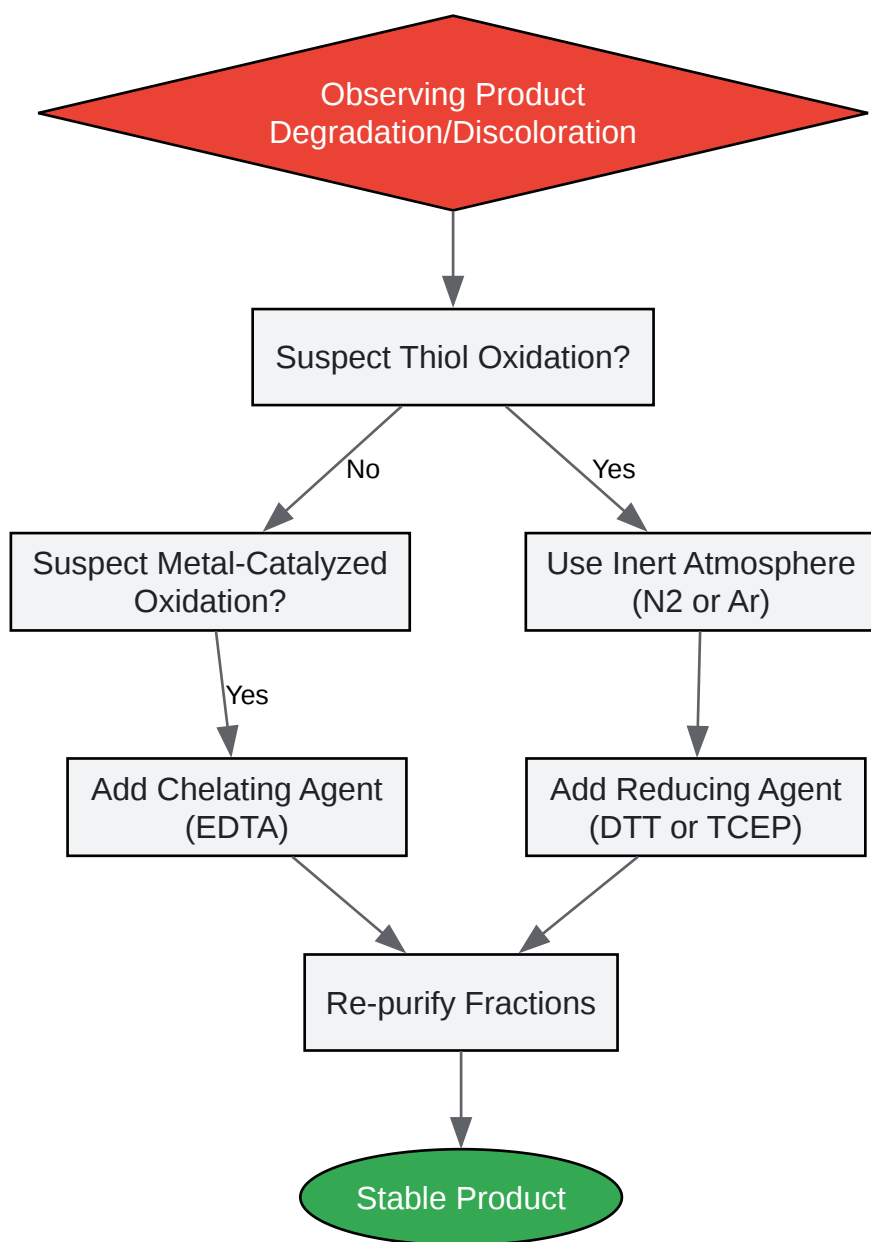 Observing Product
Degradation/Discoloration
Suspect Thiol Oxidation?
No
Yes
Suspect Metal-Catalyzed
Oxidation?
Use Inert Atmosphere
(N2 or Ar)
Yes
Add Chelating Agent
(EDTA)
Add Reducing Agent
(DTT or TCEP)
Re-purify Fractions
Stable Product